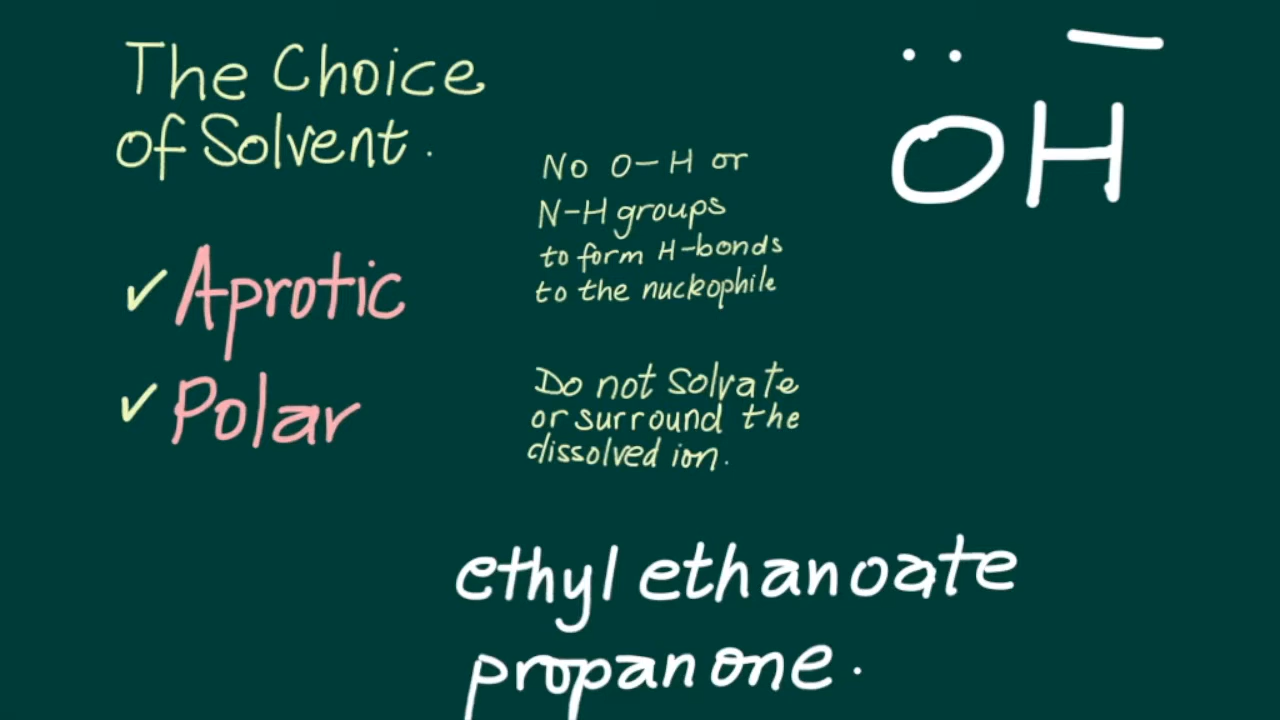 The Choice
of Solvent.
✓ Aprotic
✓ Polar
No O-H or
N-H groups
to form H-bonds
to the nuckophile
Do not Solvate
or surround the
dissolved ion.
ethyl ethanoate
propanone.
ÖH⁻